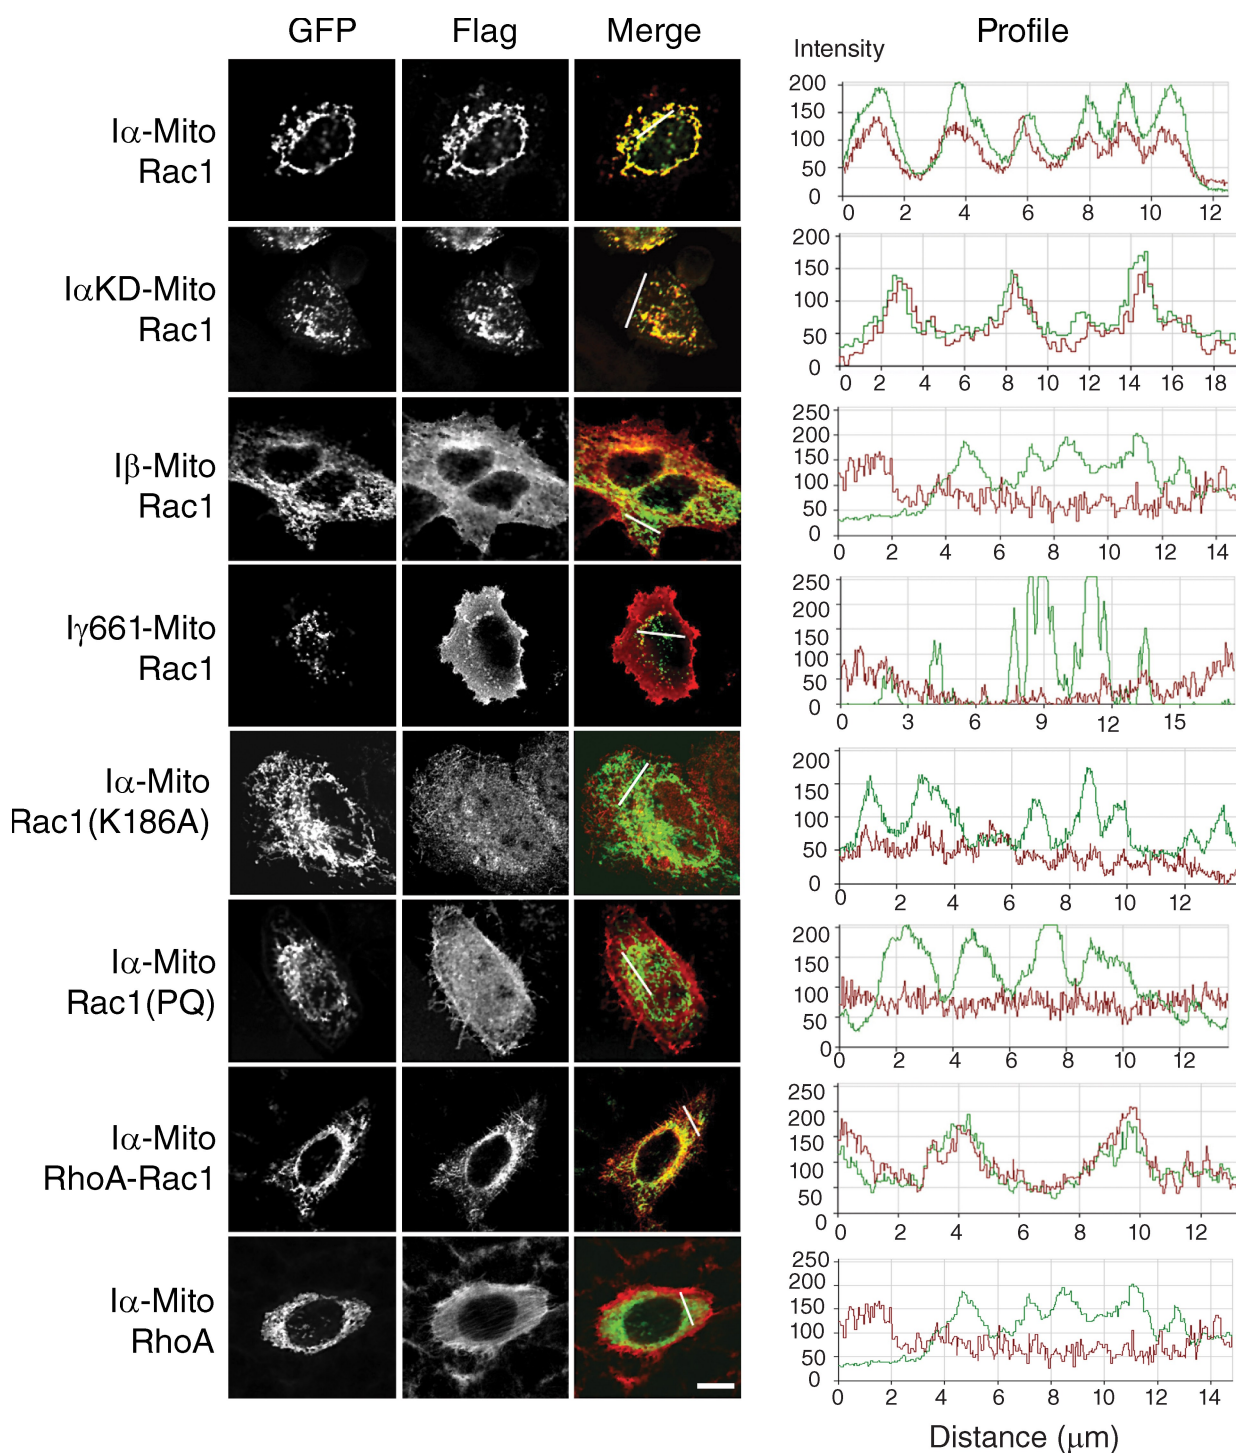 GFP Flag Merge Profile
Intensity
Iα-Mito
Rac1
200
150
100
50
0
0 2 4 6 8 10 12
IαKD-Mito
Rac1
200
150
100
50
0
0 2 4 6 8 10 12 14 16 18
Iβ-Mito
Rac1
250
200
150
100
50
0
0 2 4 6 8 10 12 14
Iγ661-Mito
Rac1
250
200
150
100
50
0
0 3 6 9 12 15
Iα-Mito
Rac1(K186A)
200
150
100
50
0
0 2 4 6 8 10 12
Iα-Mito
Rac1(PQ)
200
150
100
50
0
0 2 4 6 8 10 12
Iα-Mito
RhoA-Rac1
250
200
150
100
50
0
0 2 4 6 8 10 12
Iα-Mito
RhoA
250
200
150
100
50
0
0 2 4 6 8 10 12 14
Distance (μm)